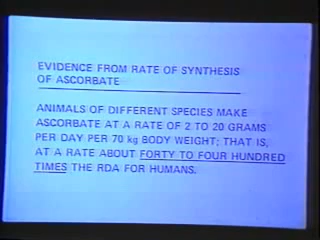 EVIDENCE FROM RATE OF SYNTHESIS
OF ASCORBATE
ANIMALS OF DIFFERENT SPECIES MAKE
ASCORBATE AT A RATE OF 2 TO 20 GRAMS
PER DAY PER 70 kg BODY WEIGHT; THAT IS,
AT A RATE ABOUT FORTY TO FOUR HUNDRED
TIMES THE RDA FOR HUMANS.